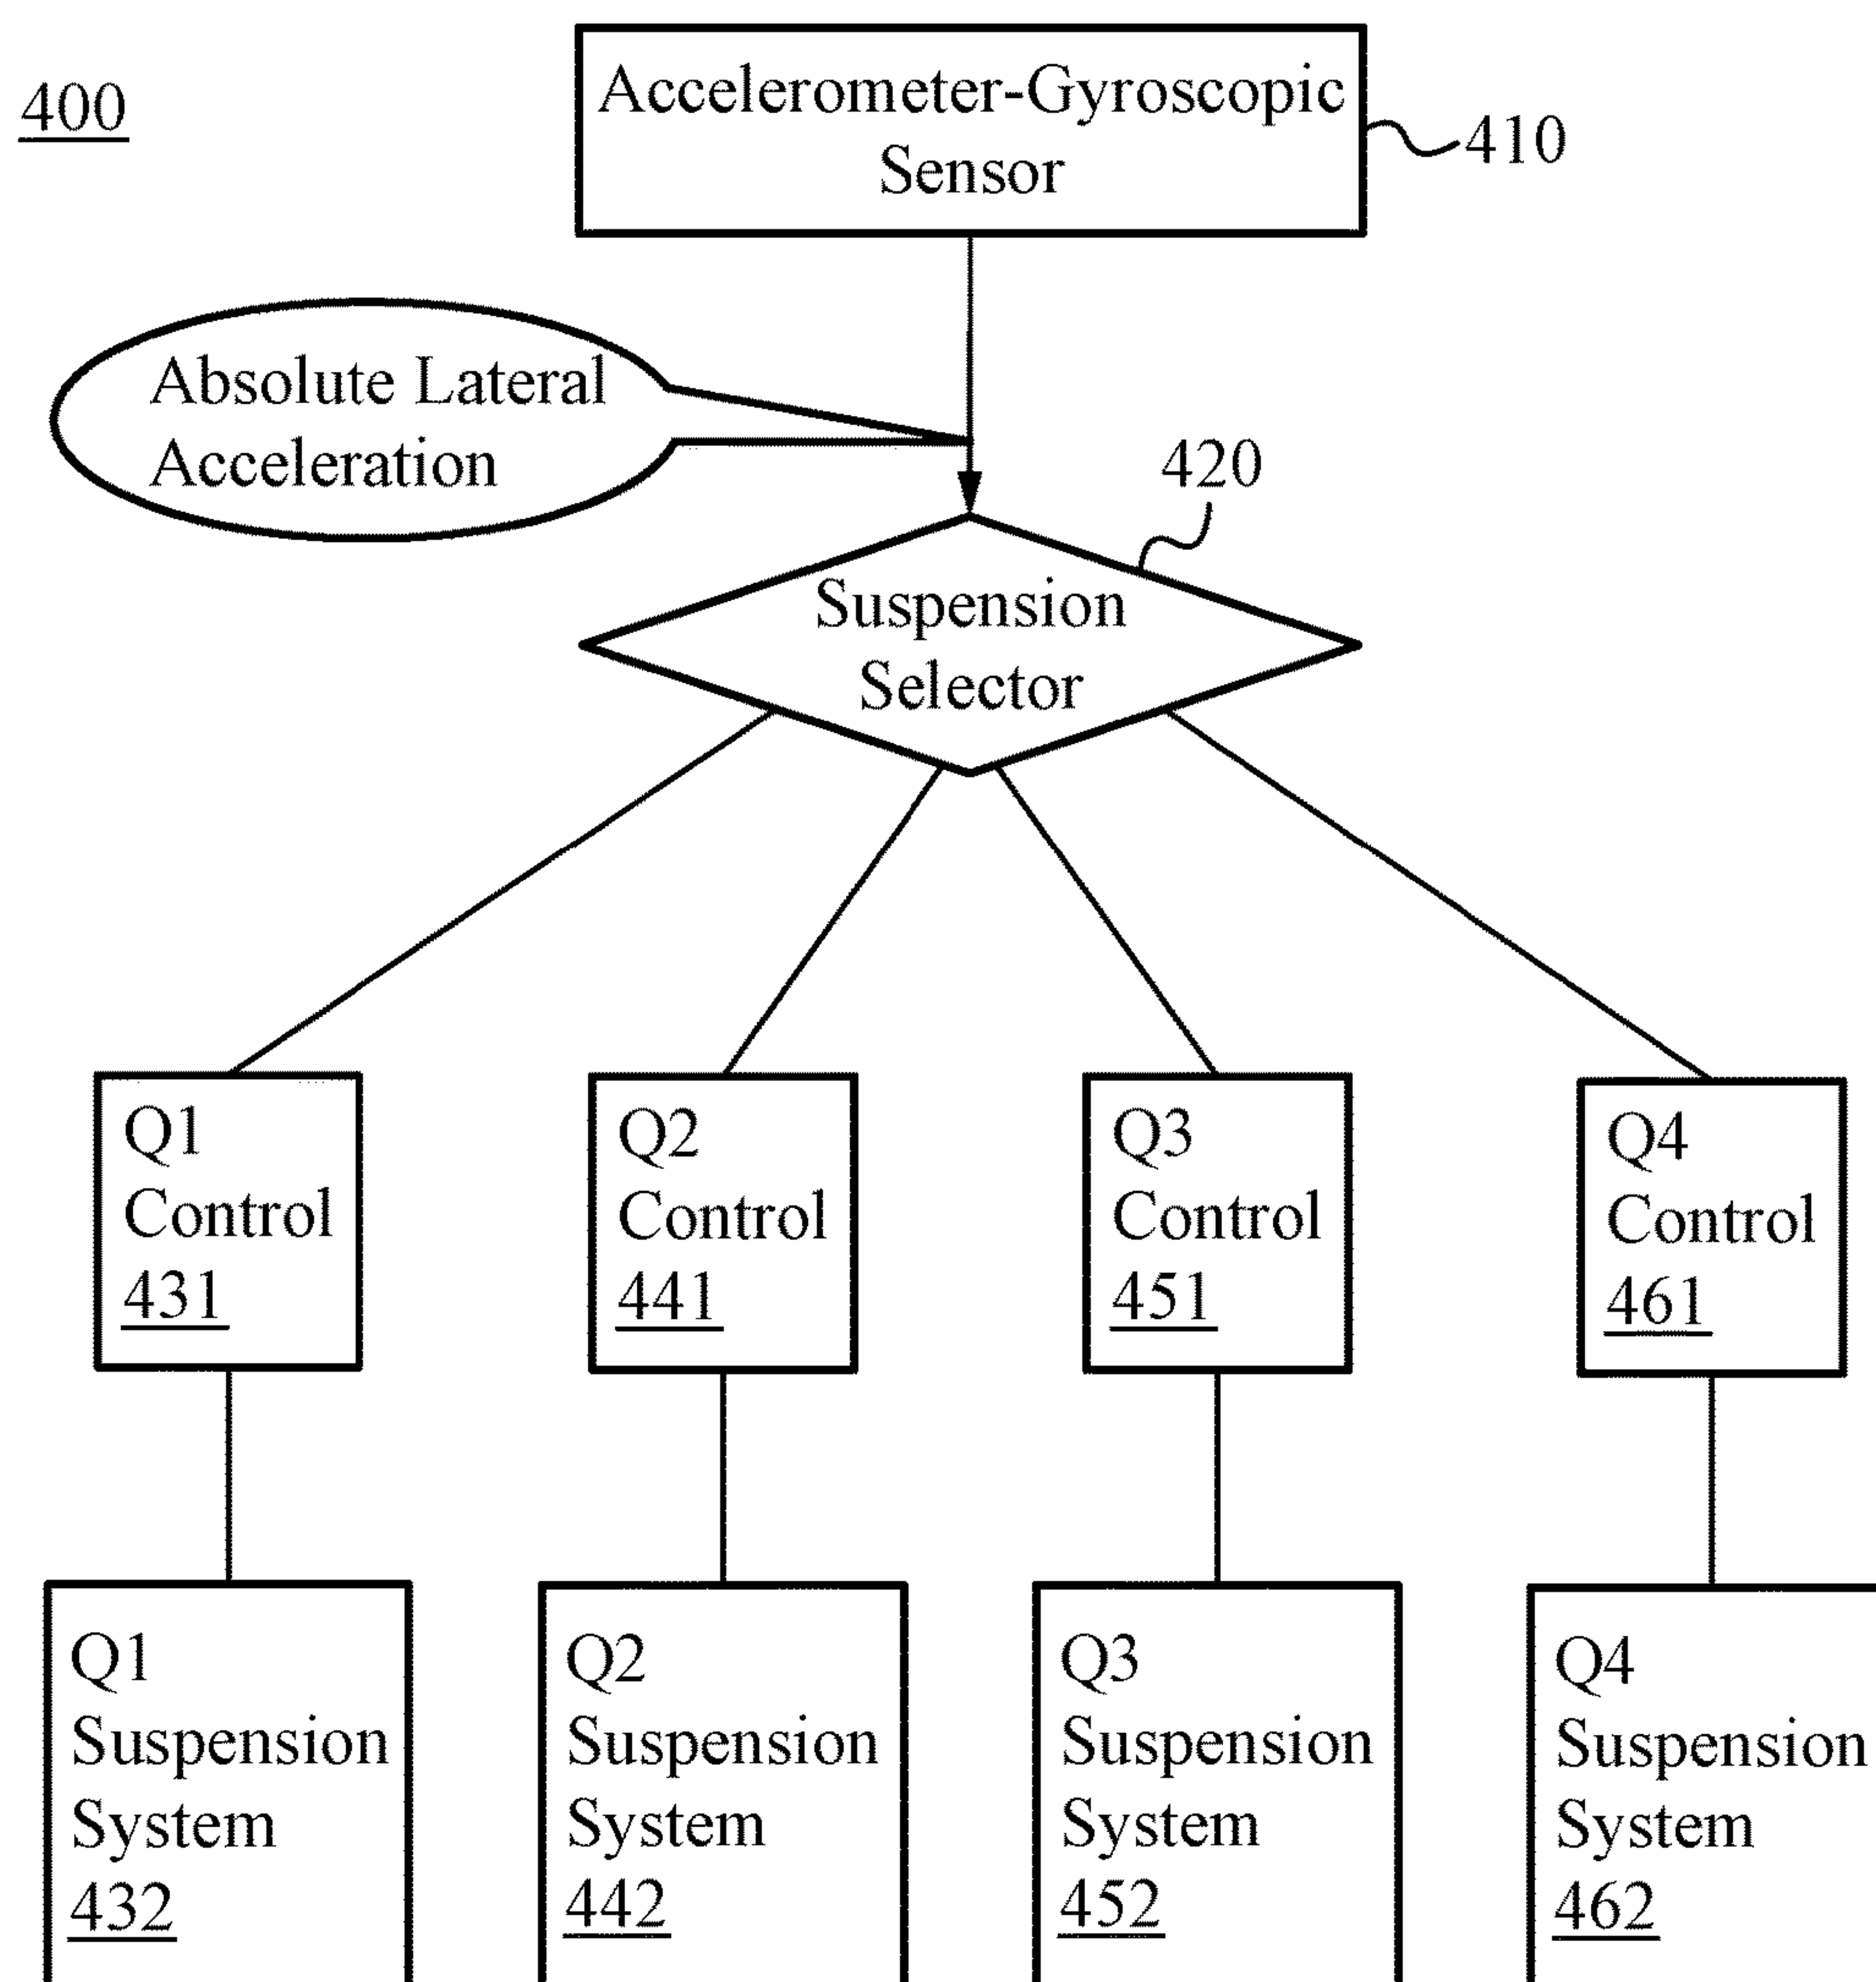 400
Accelerometer-Gyroscopic
Sensor
410
Absolute Lateral
Acceleration
420
Suspension
Selector
Q1
Control
431
Q2
Control
441
Q3
Control
451
Q4
Control
461
Q1
Suspension
System
432
Q2
Suspension
System
442
Q3
Suspension
System
452
Q4
Suspension
System
462